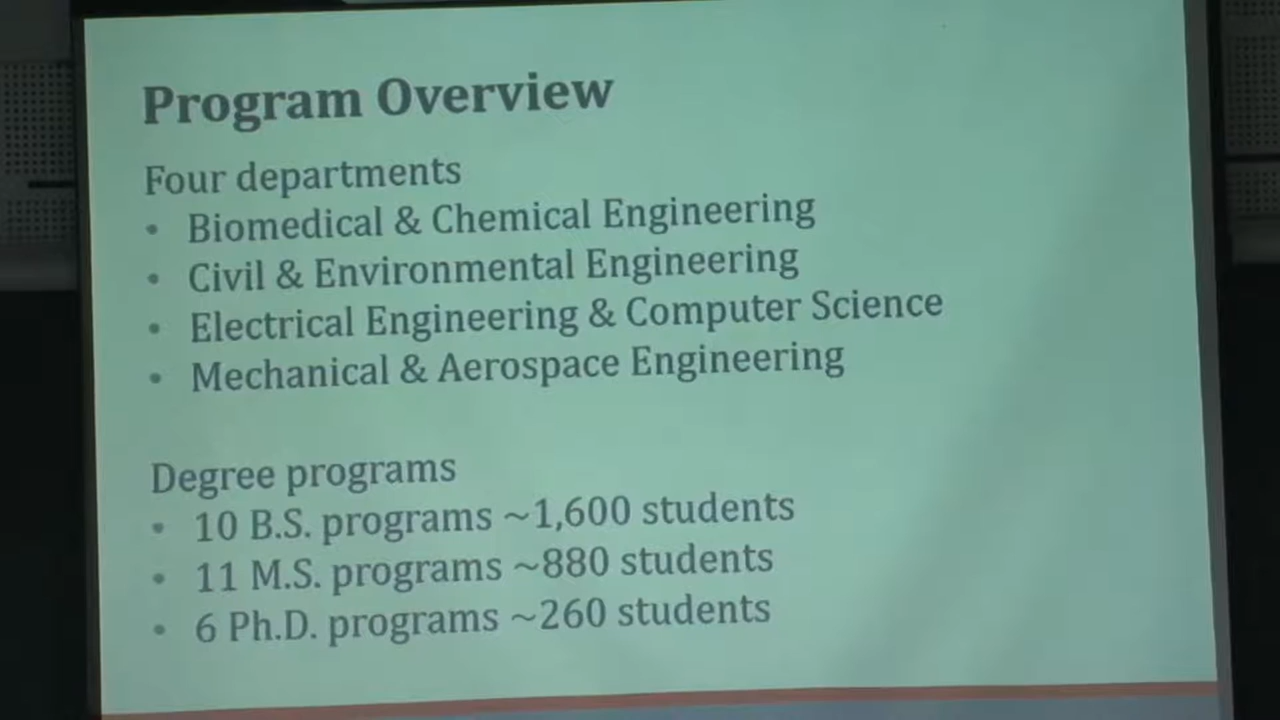 Program Overview
Four departments
• Biomedical & Chemical Engineering
• Civil & Environmental Engineering
• Electrical Engineering & Computer Science
• Mechanical & Aerospace Engineering
Degree programs
• 10 B.S. programs ~1,600 students
• 11 M.S. programs ~880 students
• 6 Ph.D. programs ~260 students